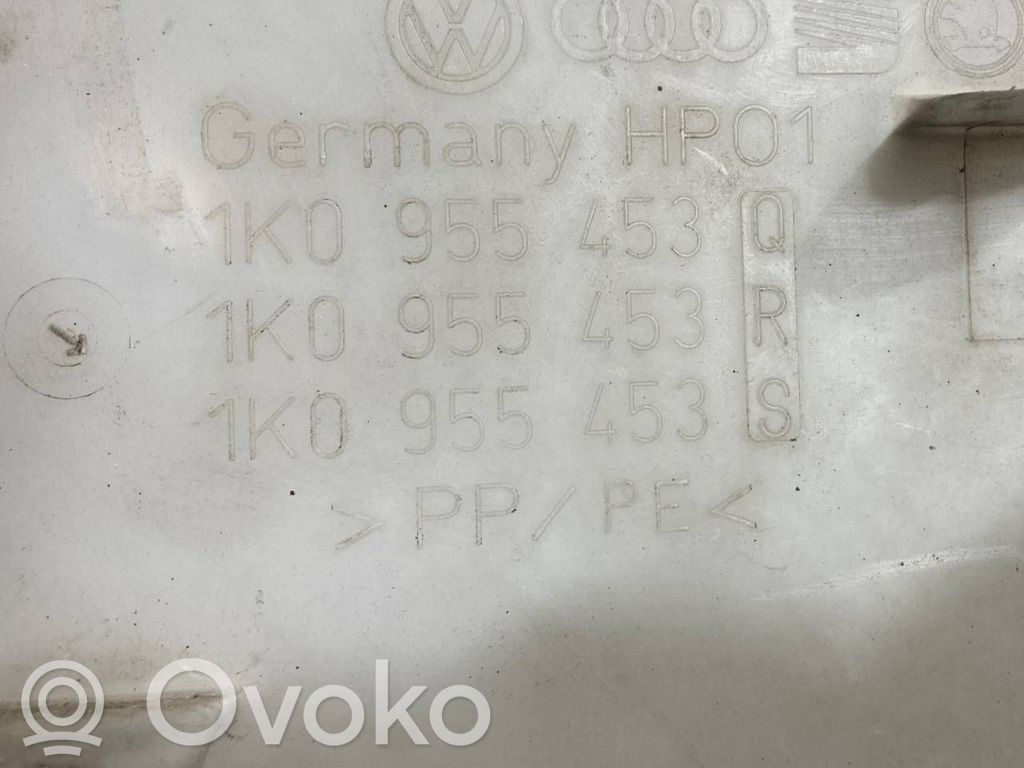 Germany HP01
1K0 955 453 Q
1K0 955 453 R
1K0 955 453 S
>PP/PE<
Ovoko